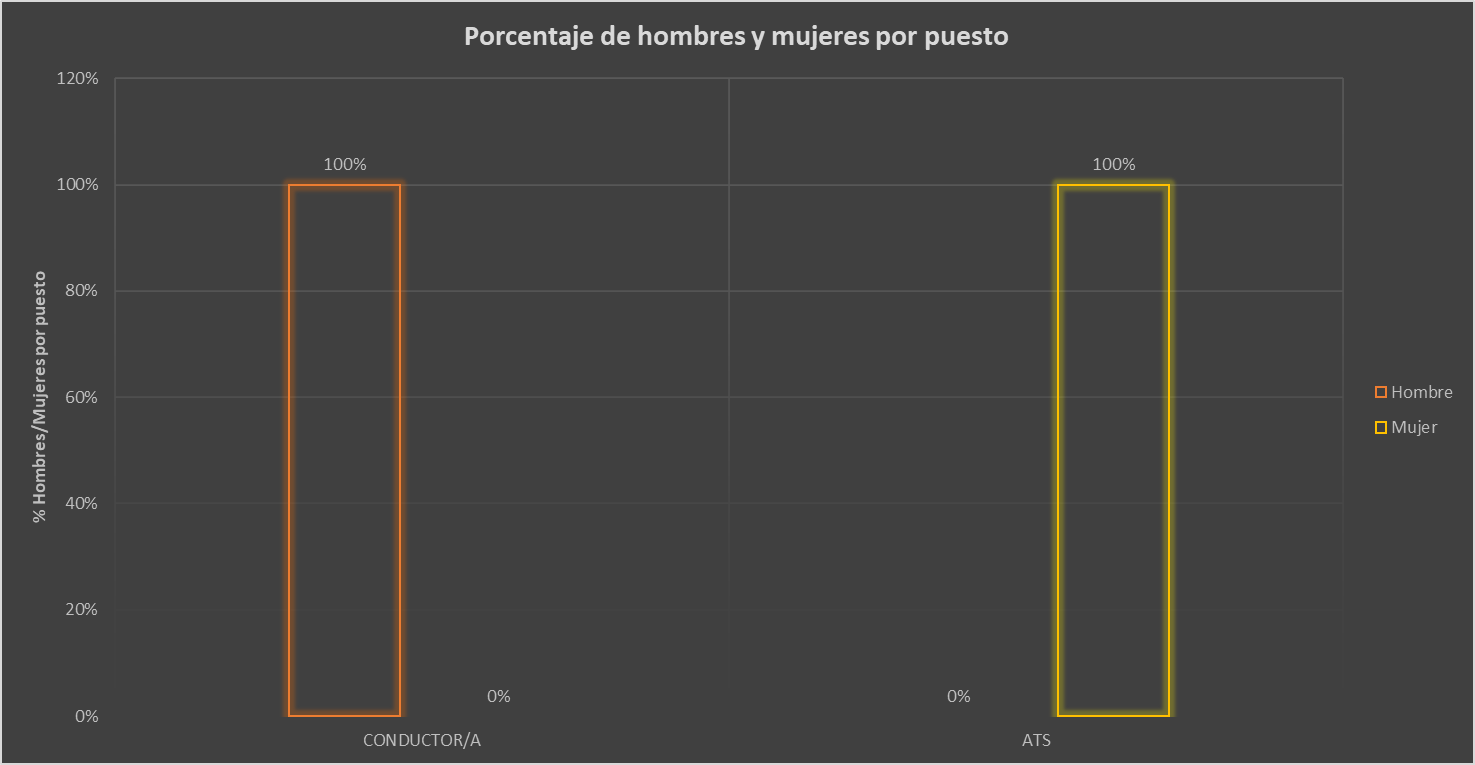 Porcentaje de hombres y mujeres por puesto
120%
100%
80%
60%
40%
20%
0%
% Hombres/Mujeres por puesto
100%
0%
0%
100%
CONDUCTOR/A
ATS
Hombre
Mujer